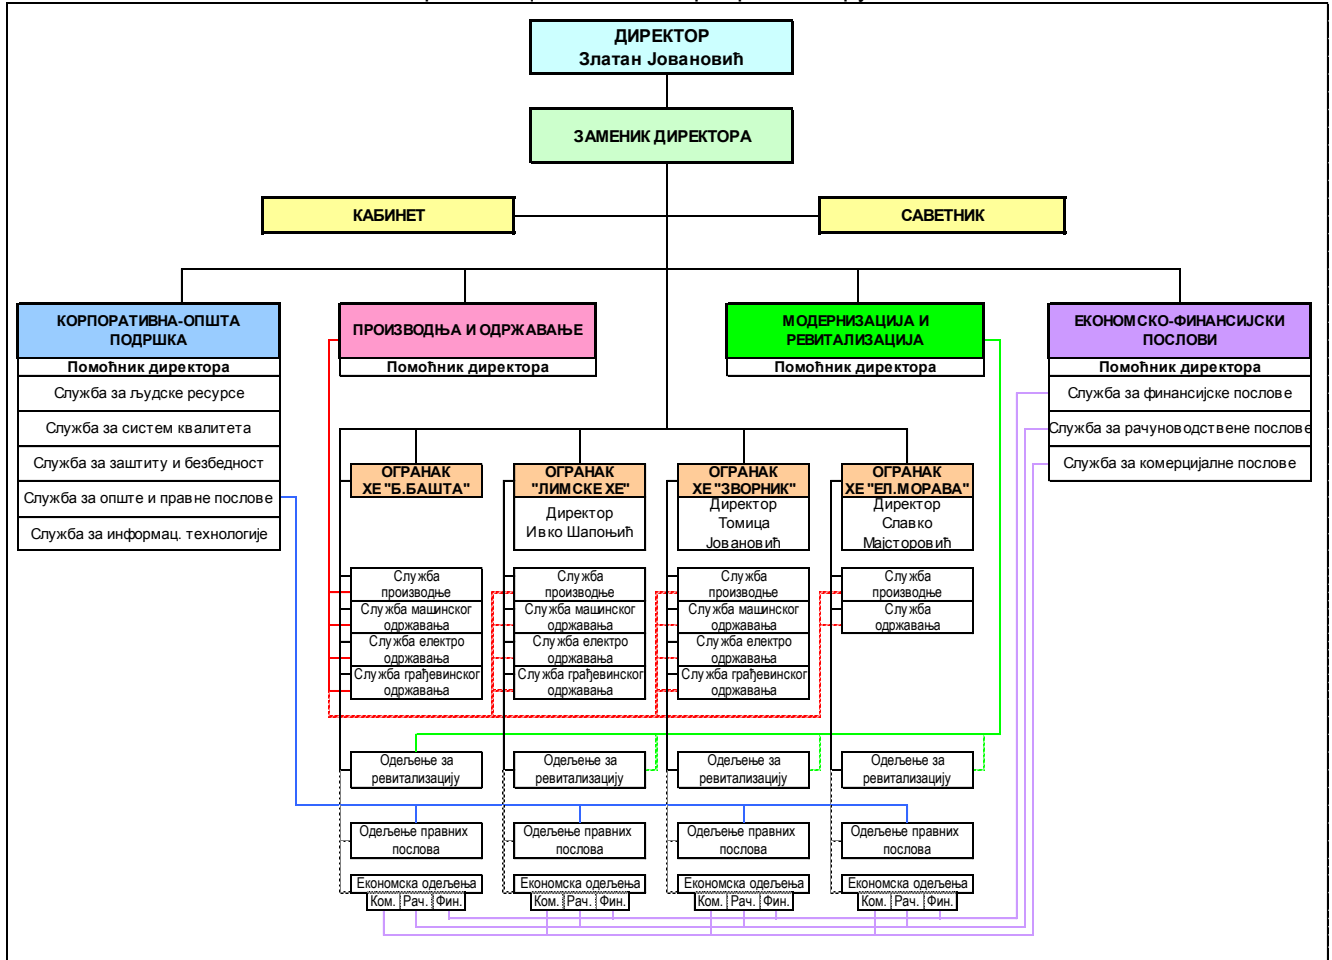 ДИРЕКТОР
Златан Јовановић
ЗАМЕНИК ДИРЕКТОРА
КАБИНЕТ
САВЕТНИК
КОРПОРАТИВНА-ОПШТА
ПОДРШКА
Помоћник директора
Служба за људске ресурсе
Служба за систем квалитета
Служба за заштиту и безбедност
Служба за опште и правне послове
Служба за информац. технологије
ПРОИЗВОДЊА И ОДРЖАВАЊЕ
Помоћник директора
МОДЕРНИЗАЦИЈА И
РЕВИТАЛИЗАЦИЈА
Помоћник директора
ЕКОНОМСКО-ФИНАНСИЈСКИ
ПОСЛОВИ
Помоћник директора
Служба за финансијске послове
Служба за рачуноводствене послове
Служба за комерцијалне послове
ОГРАНАК
ХЕ "Б.БАШТА"
Служба
производње
Служба машинског
одржавања
Служба електро
одржавања
Служба грађевинског
одржавања
Одељење за
ревитализацију
Одељење правних
послова
Економска одељења
Ком. Рач. Фин.
ОГРАНАК
"ЛИМСКЕ ХЕ"
Директор
Ивко Шапоњић
Служба
производње
Служба машинског
одржавања
Служба електро
одржавања
Служба грађевинског
одржавања
Одељење за
ревитализацију
Одељење правних
послова
Економска одељења
Ком. Рач. Фин.
ОГРАНАК
ХЕ "ЗВОРНИК"
Директор
Томица
Јовановић
Служба
производње
Служба машинског
одржавања
Служба електро
одржавања
Служба грађевинског
одржавања
Одељење за
ревитализацију
Одељење правних
послова
Економска одељења
Ком. Рач. Фин.
ОГРАНАК
ХЕ "ЕЛ.МОРАВА"
Директор
Славко
Мајсторовић
Служба
производње
Служба
одржавања
Одељење за
ревитализацију
Одељење правних
послова
Економска одељења
Ком. Рач. Фин.